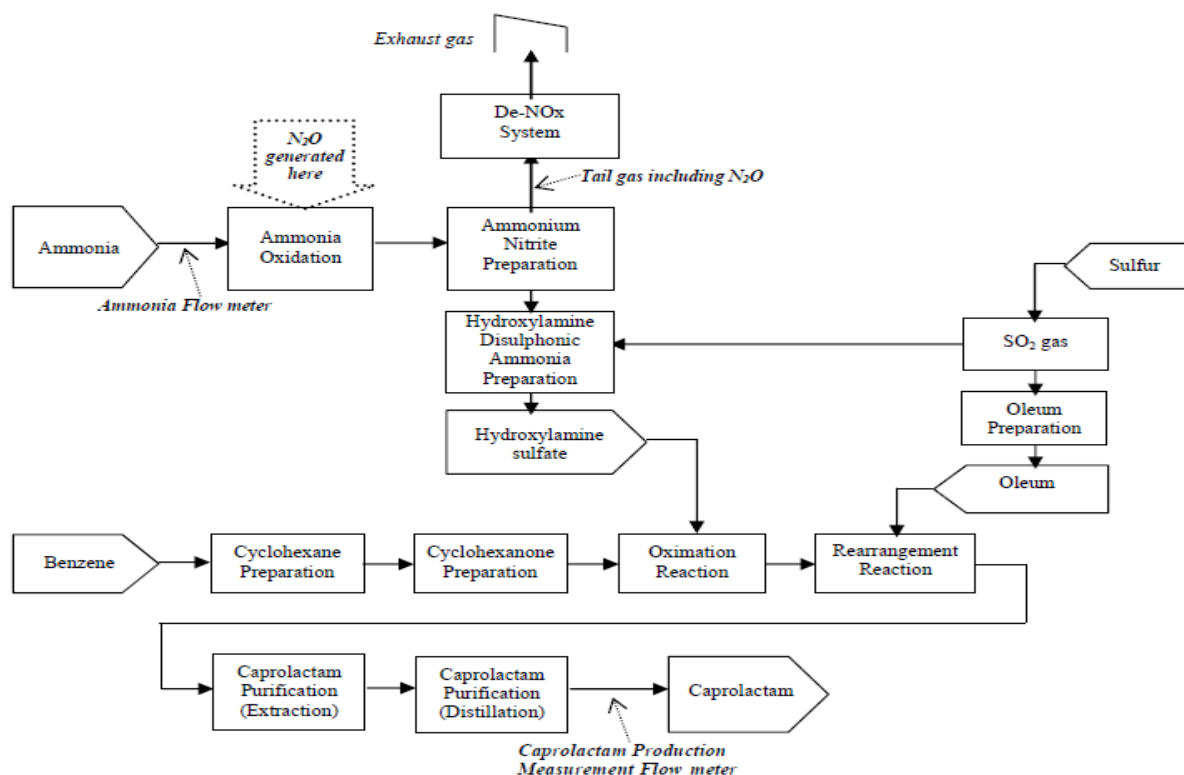 Exhaust gas
De-NOx
System
N₂O
generated
here
Tail gas including N₂O
Ammonia
Ammonia
Oxidation
Ammonium
Nitrite
Preparation
Sulfur
Ammonia Flow meter
Hydroxylamine
Disulphonic
Ammonia
Preparation
SO₂ gas
Oleum
Preparation
Hydroxylamine
sulfate
Oleum
Benzene
Cyclohexane
Preparation
Cyclohexanone
Preparation
Oximation
Reaction
Rearrangement
Reaction
Caprolactam
Purification
(Extraction)
Caprolactam
Purification
(Distillation)
Caprolactam
Caprolactam Production
Measurement Flow meter